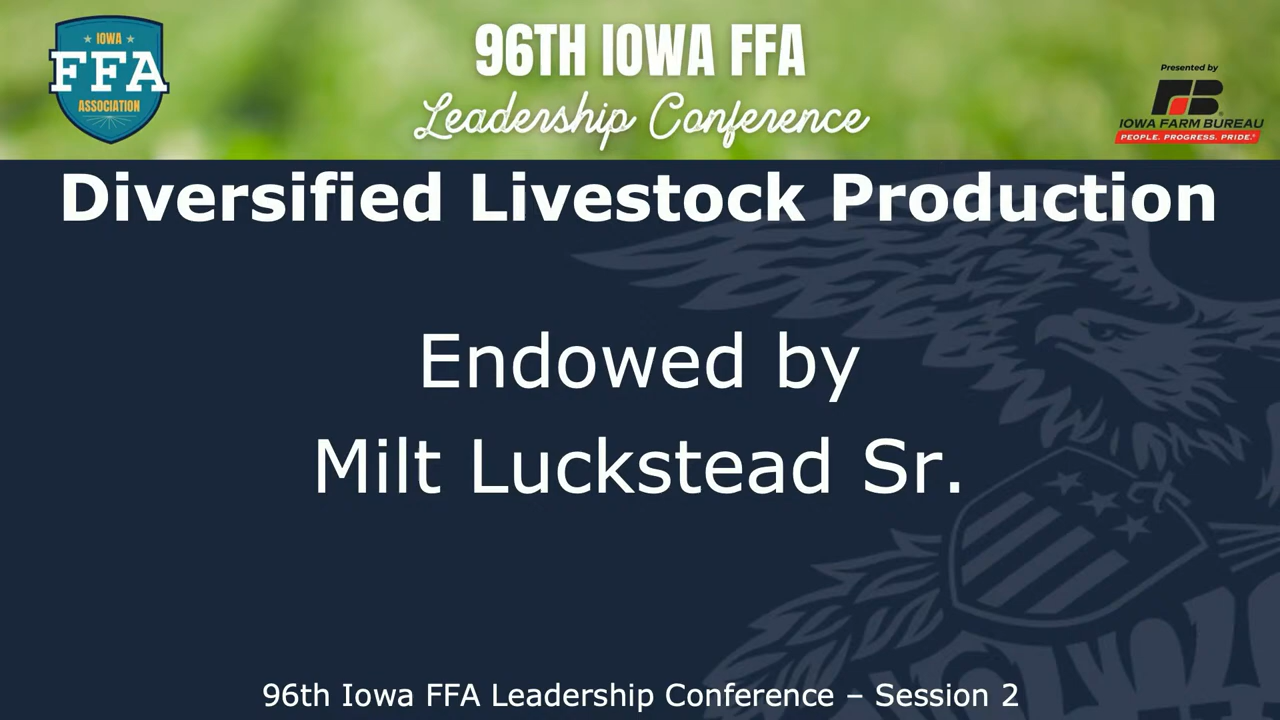 IOWA
FFA
ASSOCIATION
96TH IOWA FFA
Leadership Conference
Presented by
FB
IOWA FARM BUREAU
PEOPLE. PROGRESS. PRIDE.®
Diversified Livestock Production
Endowed by
Milt Luckstead Sr.
96th Iowa FFA Leadership Conference – Session 2